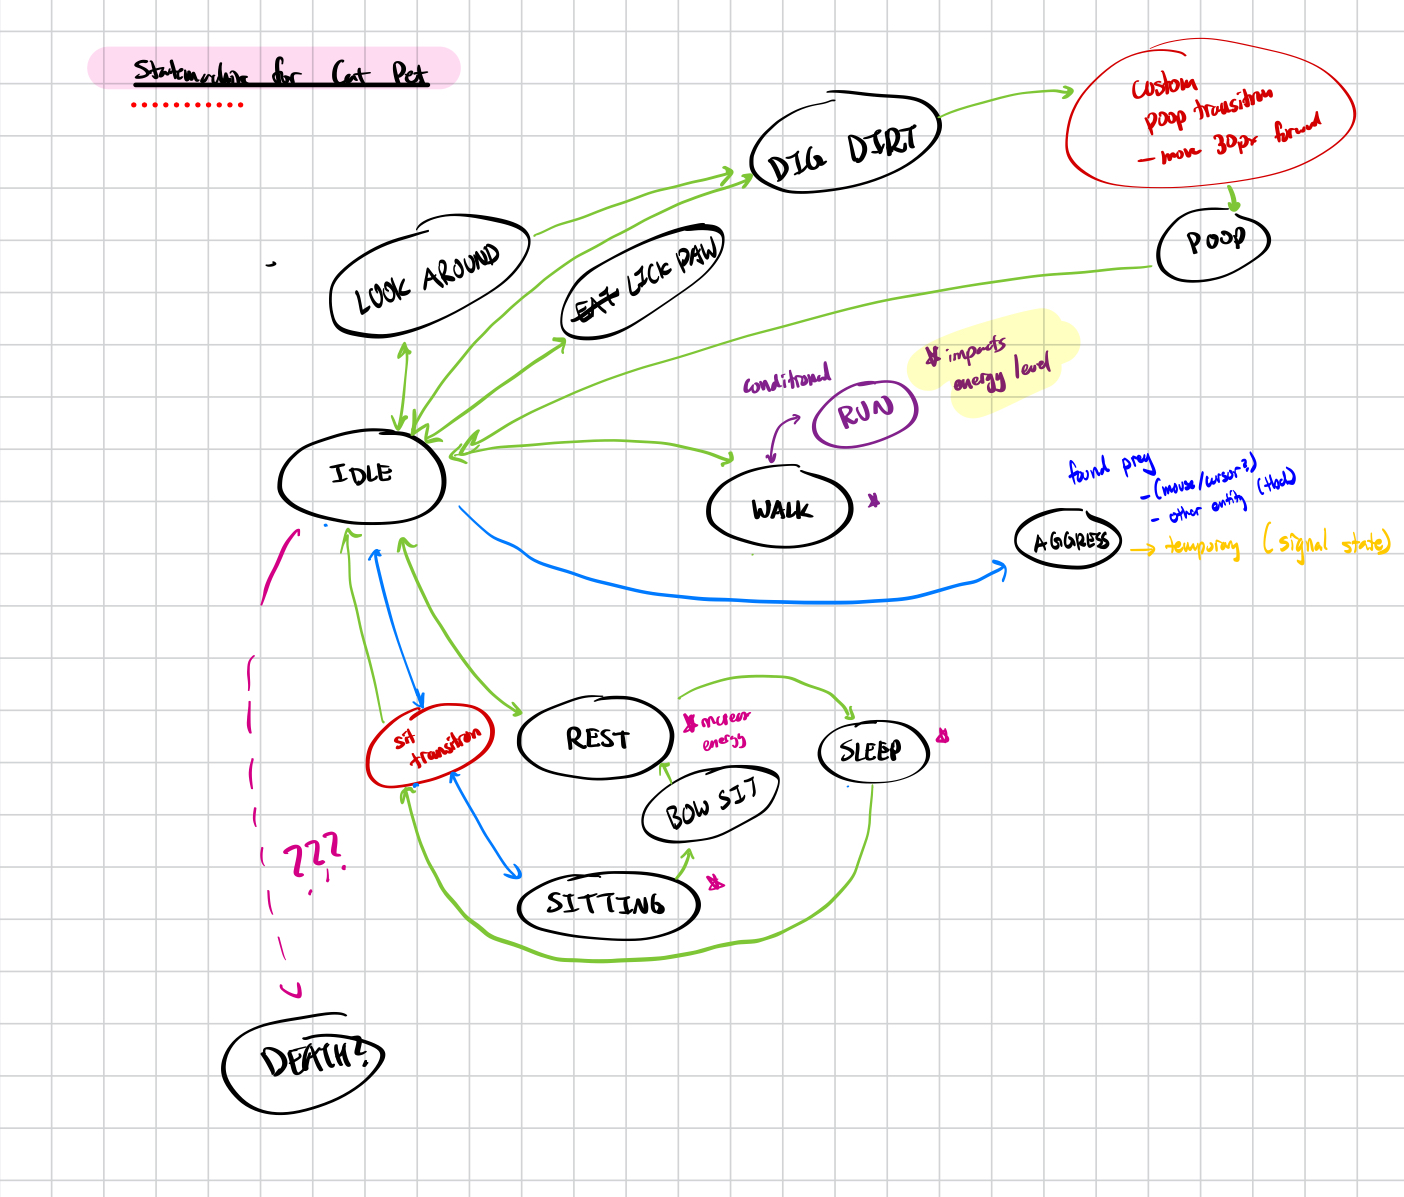 Statemachine for Cat Pet
DIG DIRT
custom
poop transition
- move 30px forward
LOOK AROUND
LICK PAW
POOP
conditional
RUN
* impacts
energy level
IDLE
WALK
*
found prey
- (mouse/cursor?)
- other entity (tbd)
AGGRESS
→ temporary (signal state)
sit
transition
REST
* increase
energy
SLEEP
*
BOW SIT
???
SITTING
*
DEATH?